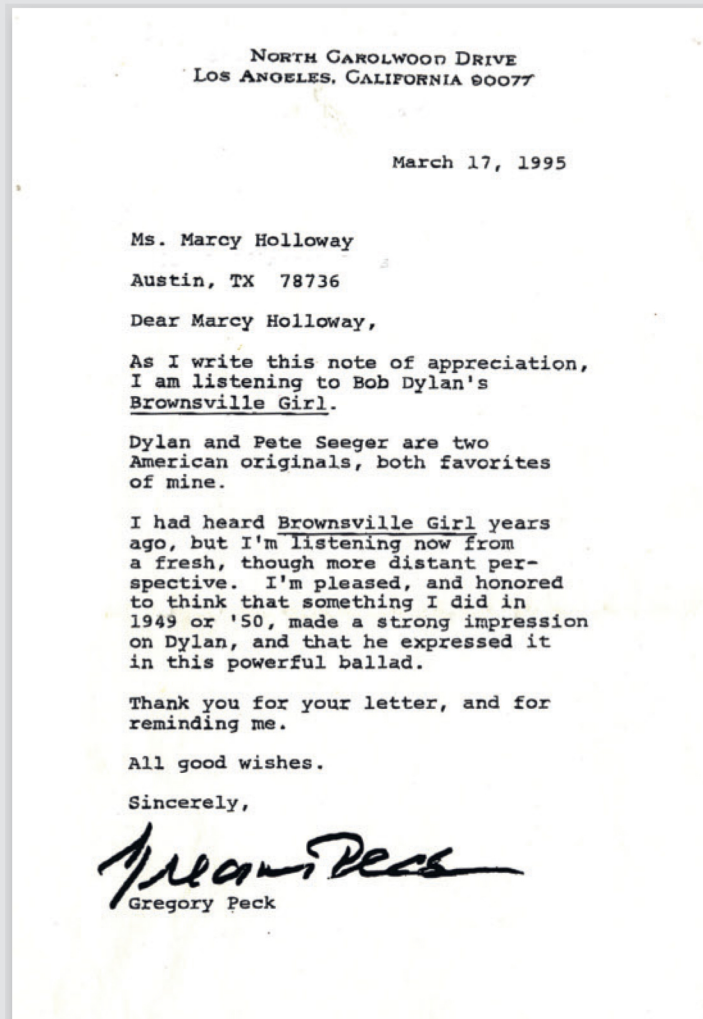 NORTH CAROLWOOD DRIVE
LOS ANGELES, CALIFORNIA 90077
March 17, 1995
Ms. Marcy Holloway
Austin, TX  78736
Dear Marcy Holloway,
As I write this note of appreciation,
I am listening to Bob Dylan's
Brownsville Girl.
Dylan and Pete Seeger are two
American originals, both favorites
of mine.
I had heard Brownsville Girl years
ago, but I'm listening now from
a fresh, though more distant per-
spective.  I'm pleased, and honored
to think that something I did in
1949 or '50, made a strong impression
on Dylan, and that he expressed it
in this powerful ballad.
Thank you for your letter, and for
reminding me.
All good wishes.
Sincerely,
Gregory Peck
Gregory Peck